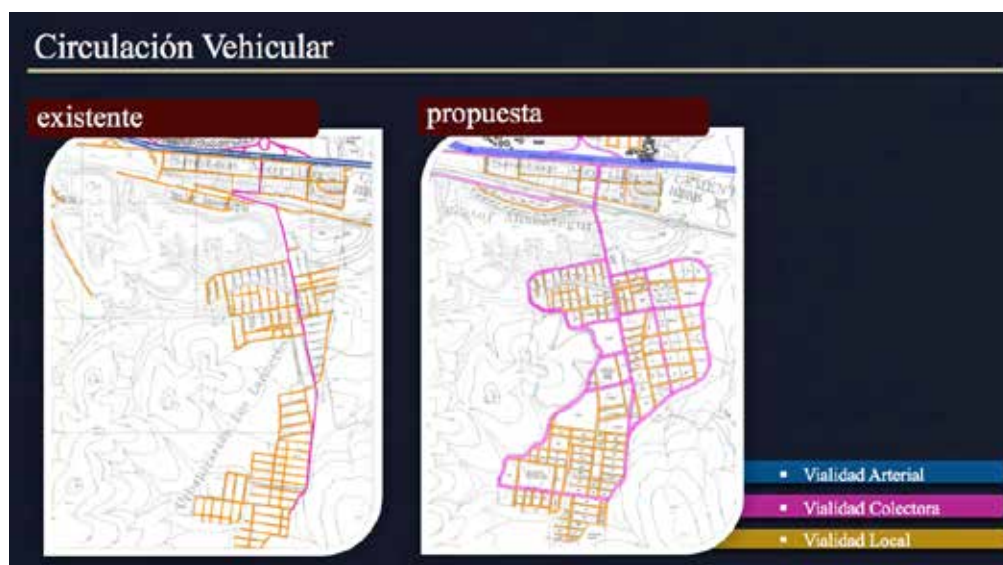 Circulación Vehicular
existente
propuesta
▪ Vialidad Arterial
▪ Vialidad Colectora
▪ Vialidad Local